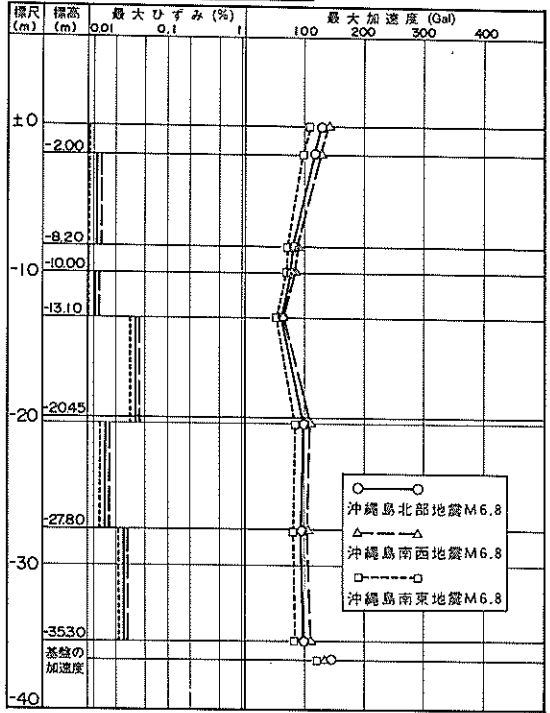 標尺 (m)
標高 (m)
最大ひずみ (%)
0.01 0.1 1
最大加速度 (Gal)
100 200 400
±0
-2.00
-8.20
-10
-10.00
-13.10
-20
-20.45
-27.80
-30
-35.30
基盤の
加速度
-40
沖縄島北部地震M6.8
沖縄島南西地震M6.8
沖縄島南東地震M6.8